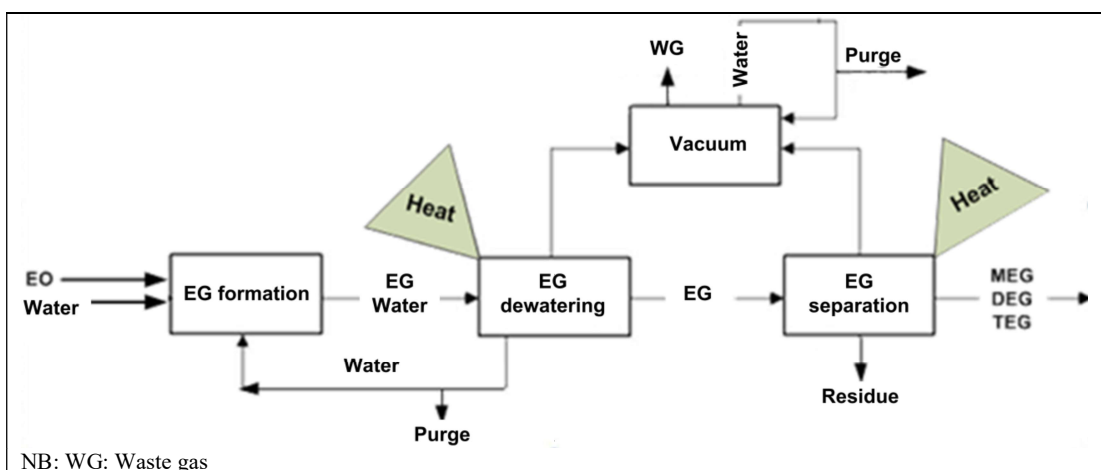 WG
Water
Purge
Vacuum
Heat
Heat
EO
Water
EG formation
EG
Water
EG
dewatering
EG
EG
separation
MEG
DEG
TEG
Water
Purge
Residue
NB: WG: Waste gas